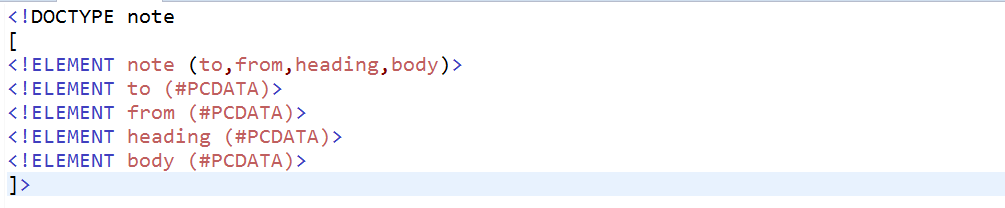 <!DOCTYPE note
[
<!ELEMENT note (to,from,heading,body)>
<!ELEMENT to (#PCDATA)>
<!ELEMENT from (#PCDATA)>
<!ELEMENT heading (#PCDATA)>
<!ELEMENT body (#PCDATA)>
]>